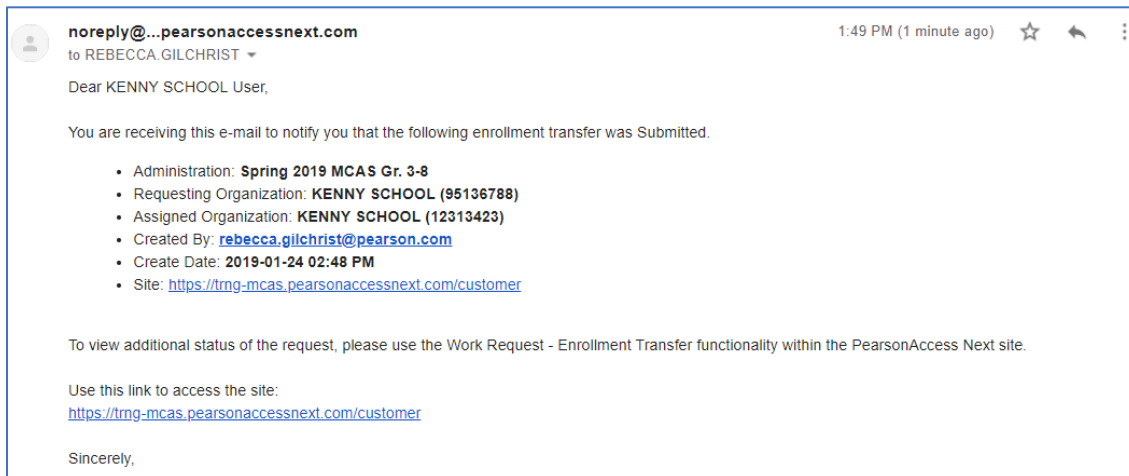 noreply@...pearsonaccessnext.com 1:49 PM (1 minute ago)
to REBECCA.GILCHRIST
Dear KENNY SCHOOL User,
You are receiving this e-mail to notify you that the following enrollment transfer was Submitted.
• Administration: Spring 2019 MCAS Gr. 3-8
• Requesting Organization: KENNY SCHOOL (95136788)
• Assigned Organization: KENNY SCHOOL (12313423)
• Created By: rebecca.gilchrist@pearson.com
• Create Date: 2019-01-24 02:48 PM
• Site: https://trng-mcas.pearsonaccessnext.com/customer
To view additional status of the request, please use the Work Request - Enrollment Transfer functionality within the PearsonAccess Next site.
Use this link to access the site:
https://trng-mcas.pearsonaccessnext.com/customer
Sincerely,